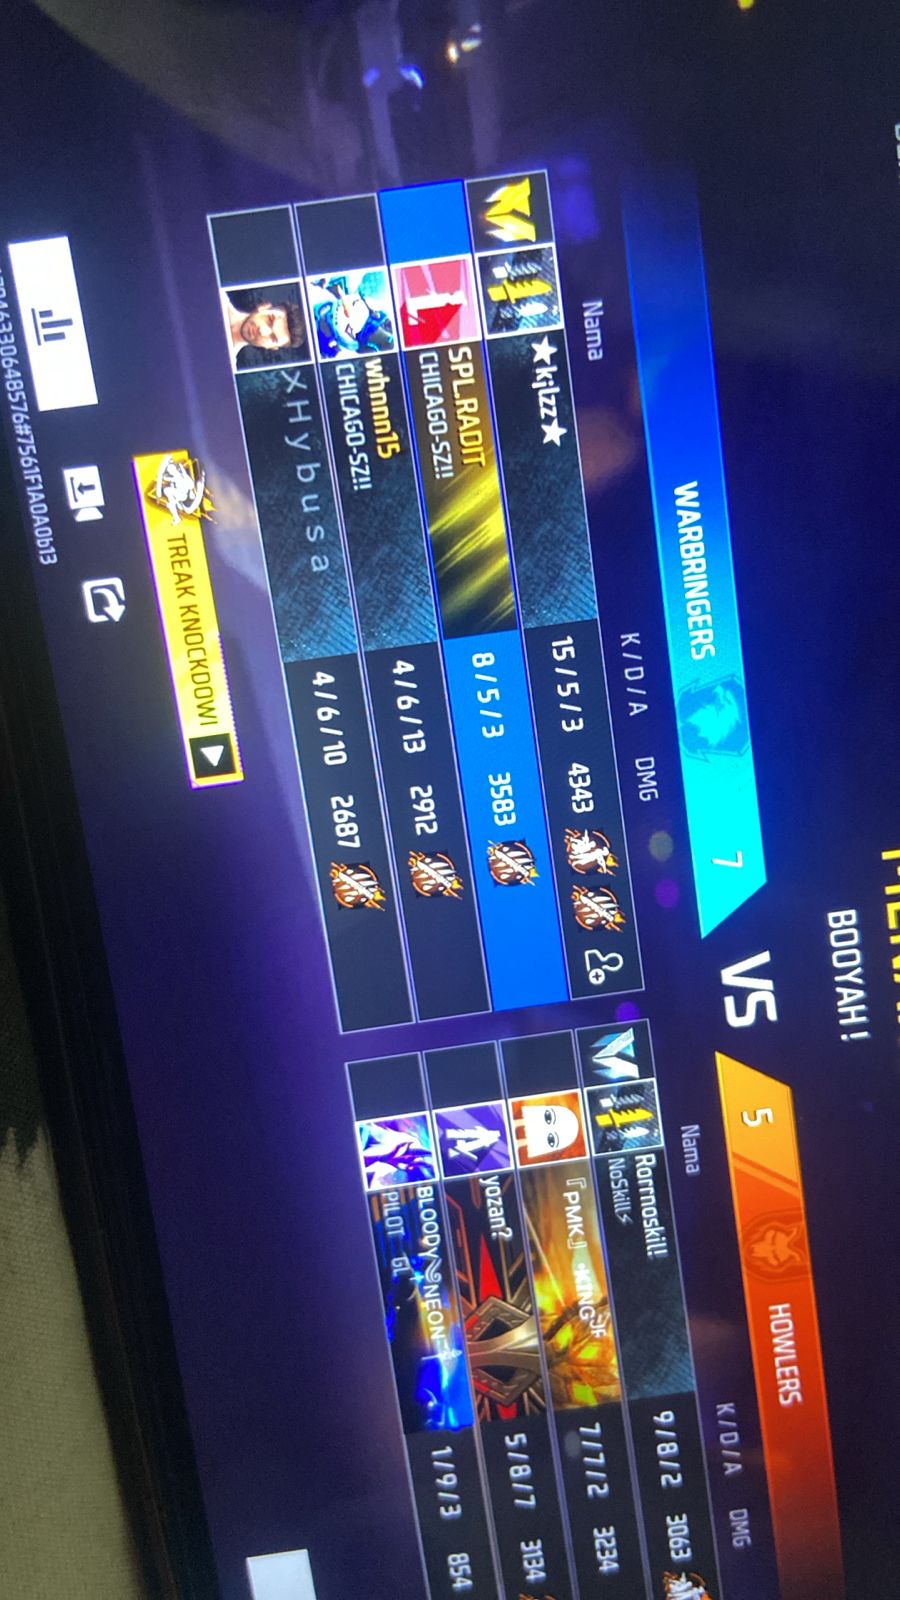 BOOYAH!
WARBRINGERS 7 VS 5 HOWLERS
Nama K / D / A DMG
★kjlzz★ 15 / 5 / 3 4343
SPL.RADIT 8 / 5 / 3 3583
CHICAGO-SZ!!
whnnn15 4 / 6 / 13 2912
CHICAGO-SZ!!
X H y b u s a 4 / 6 / 10 2687
Nama K / D / A DMG
Rorrnoskil! 9 / 8 / 2 3063
NoSkill
『PMK』 KING 7 / 7 / 2 3234
yozan? 5 / 8 / 7 3134
BLOODY NEON 1 / 9 / 3 854
PILOT GL
TREAK KNOCKDOW!